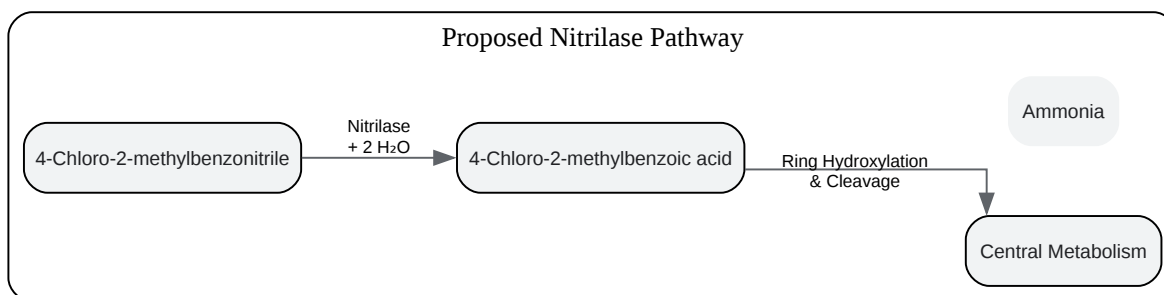 Proposed Nitrilase Pathway
Ammonia
4-Chloro-2-methylbenzonitrile
Nitrilase
+ 2 H₂O
4-Chloro-2-methylbenzoic acid
Ring Hydroxylation
& Cleavage
Central Metabolism